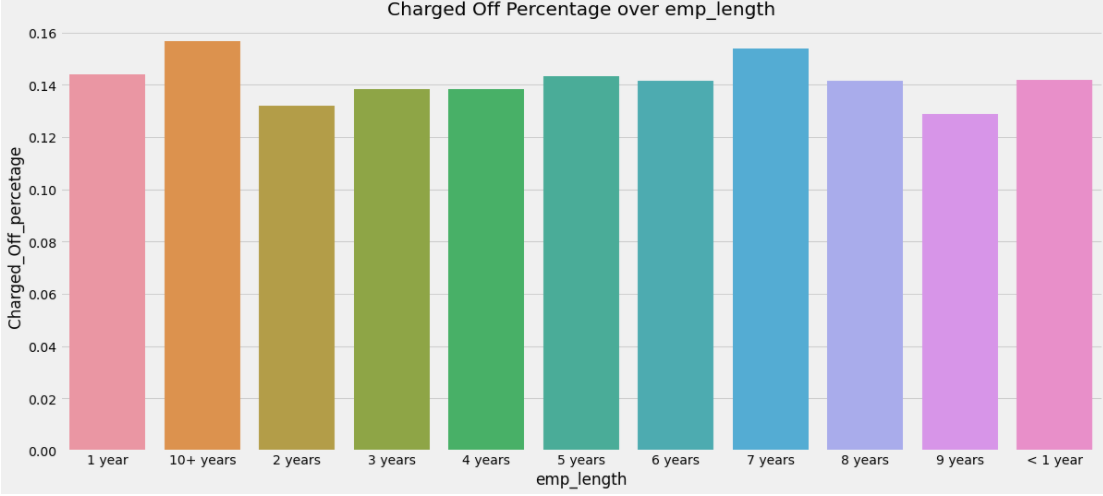 Charged Off Percentage over emp_length
Charged_Off_percetage
0.16
0.14
0.12
0.10
0.08
0.06
0.04
0.02
0.00
1 year 10+ years 2 years 3 years 4 years 5 years 6 years 7 years 8 years 9 years < 1 year
emp_length